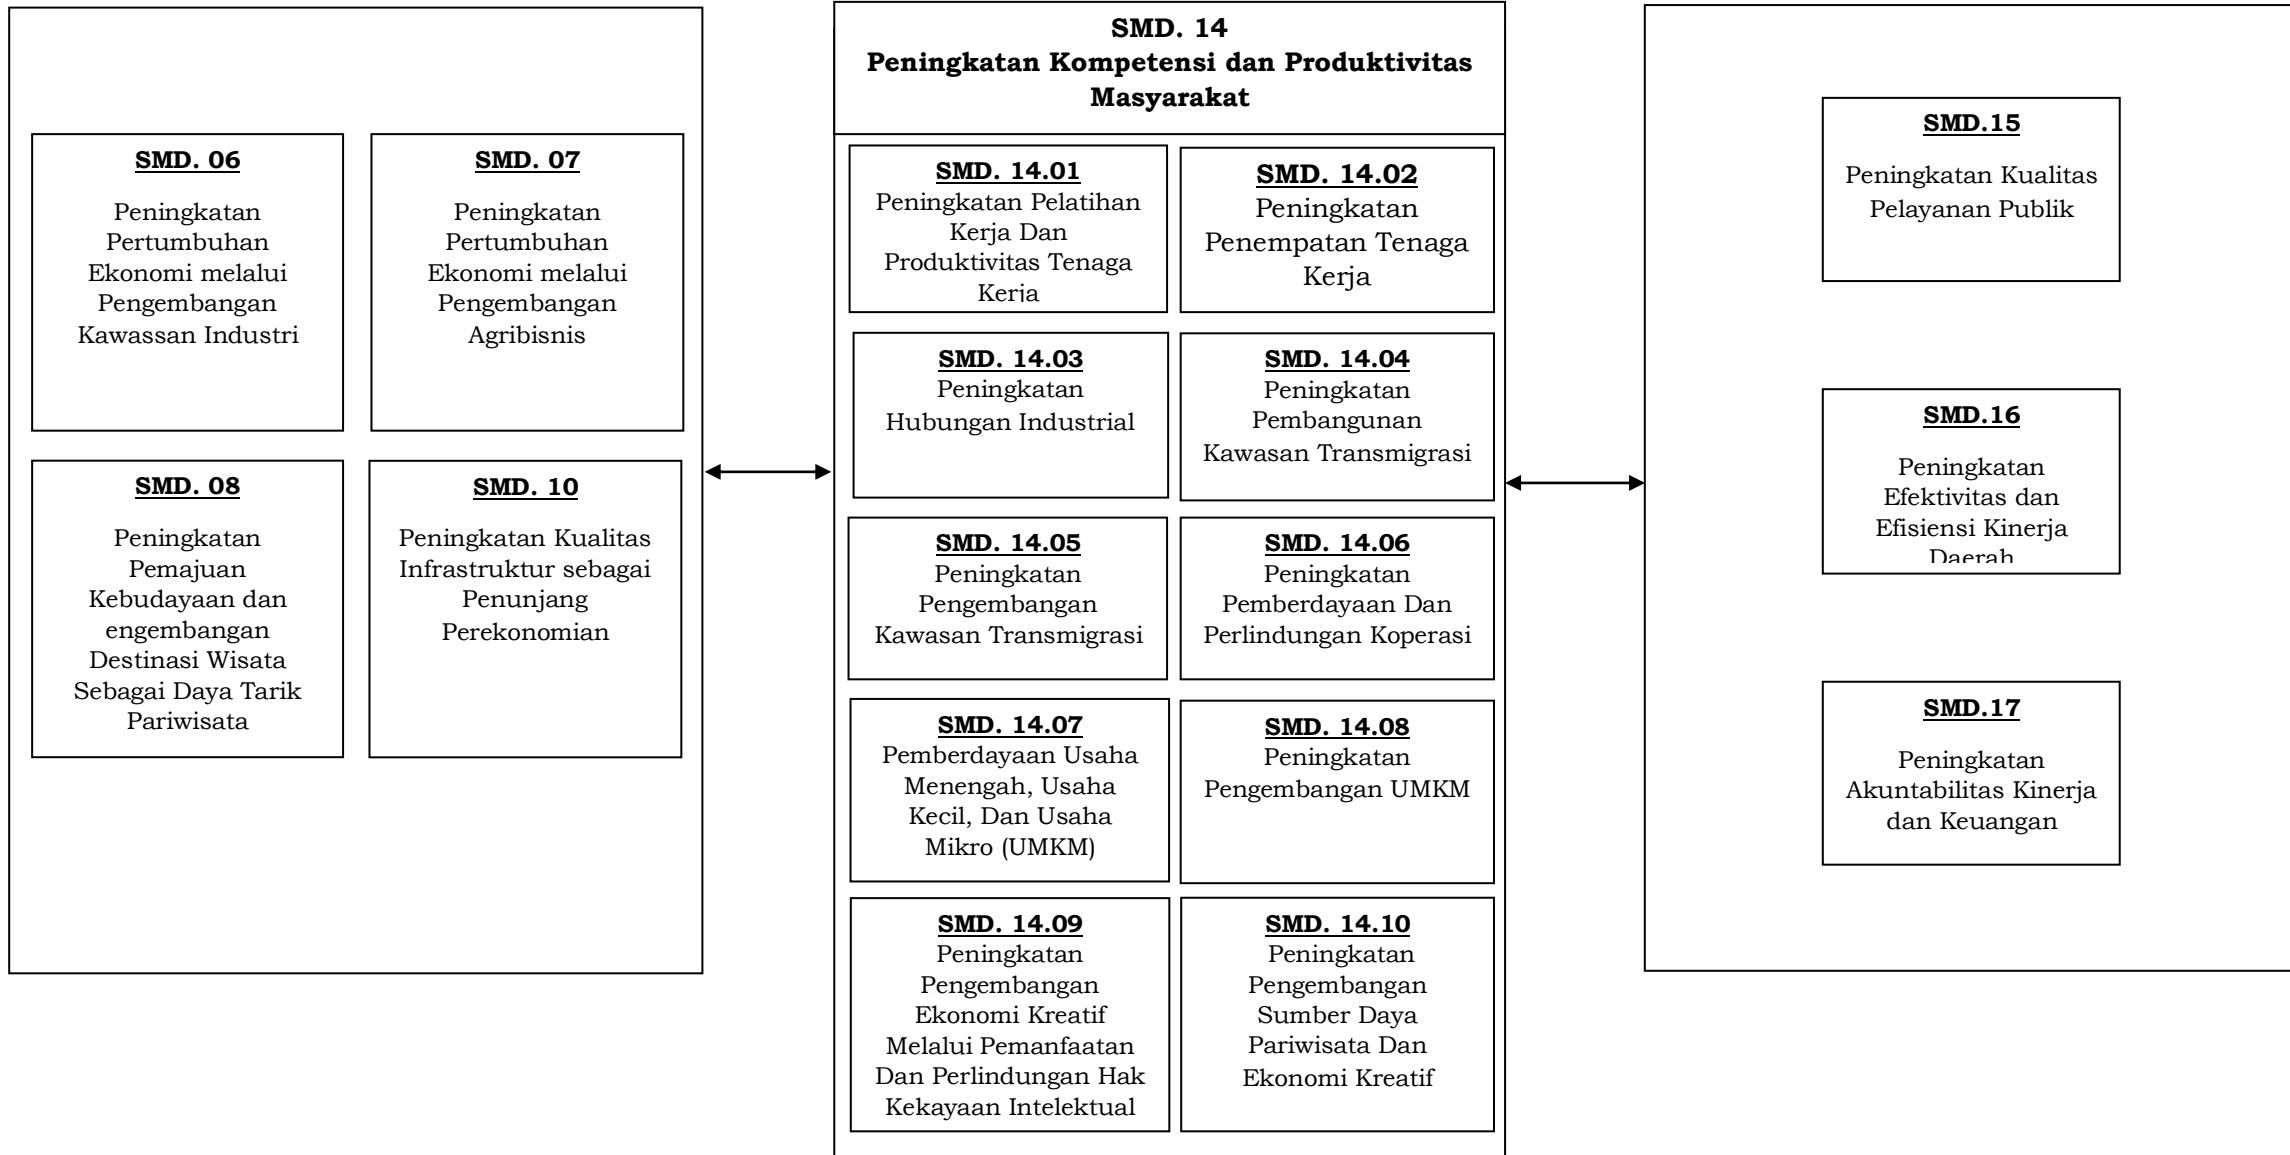 SMD. 06
Peningkatan
Pertumbuhan
Ekonomi melalui
Pengembangan
Kawassan Industri
SMD. 07
Peningkatan
Pertumbuhan
Ekonomi melalui
Pengembangan
Agribisnis
SMD. 08
Peningkatan
Pemajuan
Kebudayaan dan
engembangan
Destinasi Wisata
Sebagai Daya Tarik
Pariwisata
SMD. 10
Peningkatan Kualitas
Infrastruktur sebagai
Penunjang
Perekonomian
SMD. 14
Peningkatan Kompetensi dan Produktivitas
Masyarakat
SMD. 14.01
Peningkatan Pelatihan
Kerja Dan
Produktivitas Tenaga
Kerja
SMD. 14.02
Peningkatan
Penempatan Tenaga
Kerja
SMD. 14.03
Peningkatan
Hubungan Industrial
SMD. 14.04
Peningkatan
Pembangunan
Kawasan Transmigrasi
SMD. 14.05
Peningkatan
Pengembangan
Kawasan Transmigrasi
SMD. 14.06
Peningkatan
Pemberdayaan Dan
Perlindungan Koperasi
SMD. 14.07
Pemberdayaan Usaha
Menengah, Usaha
Kecil, Dan Usaha
Mikro (UMKM)
SMD. 14.08
Peningkatan
Pengembangan UMKM
SMD. 14.09
Peningkatan
Pengembangan
Ekonomi Kreatif
Melalui Pemanfaatan
Dan Perlindungan Hak
Kekayaan Intelektual
SMD. 14.10
Peningkatan
Pengembangan
Sumber Daya
Pariwisata Dan
Ekonomi Kreatif
SMD.15
Peningkatan Kualitas
Pelayanan Publik
SMD.16
Peningkatan
Efektivitas dan
Efisiensi Kinerja
Daerah
SMD.17
Peningkatan
Akuntabilitas Kinerja
dan Keuangan